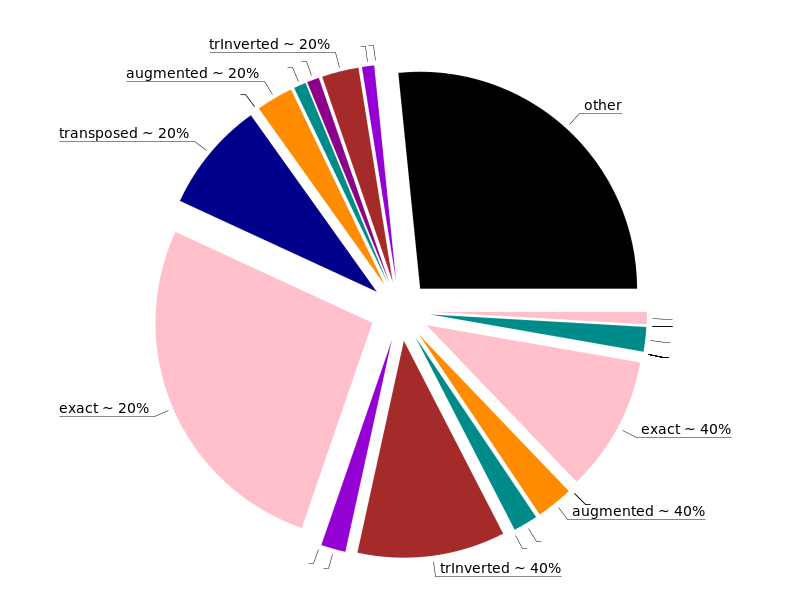 trInverted ~ 20%
augmented ~ 20%
other
transposed ~ 20%
exact ~ 20%
exact ~ 40%
augmented ~ 40%
trInverted ~ 40%